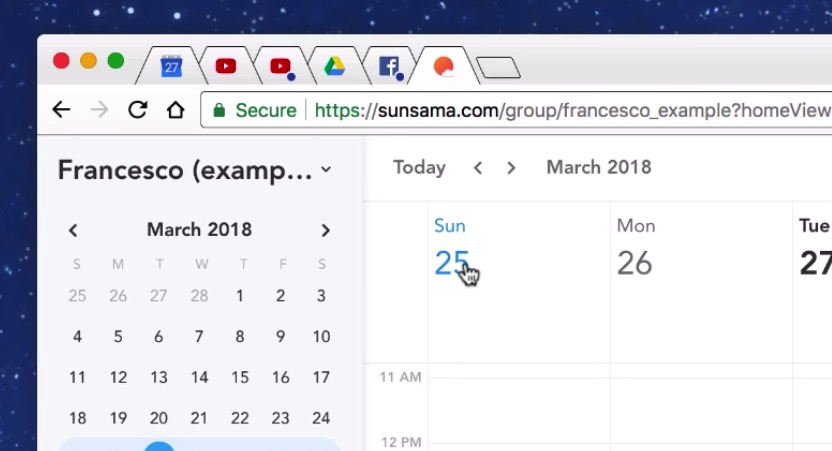 27
Secure https://sunsama.com/group/francesco_example?homeView
Francesco (examp...
Today < > March 2018
< March 2018 >
S M T W T F S
25 26 27 28 1 2 3
4 5 6 7 8 9 10
11 12 13 14 15 16 17
18 19 20 21 22 23 24
Sun Mon Tue
25 26 27
11 AM
12 PM